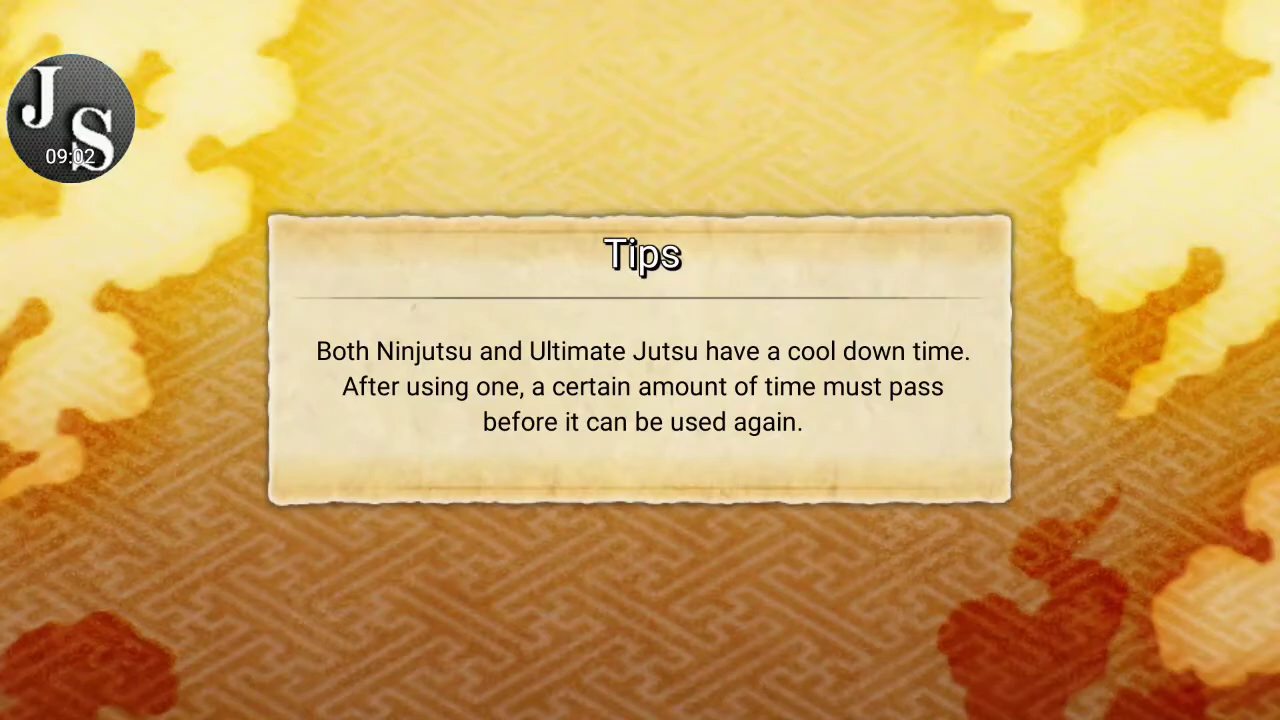 J
S
09:02
Tips
Both Ninjutsu and Ultimate Jutsu have a cool down time.
After using one, a certain amount of time must pass
before it can be used again.